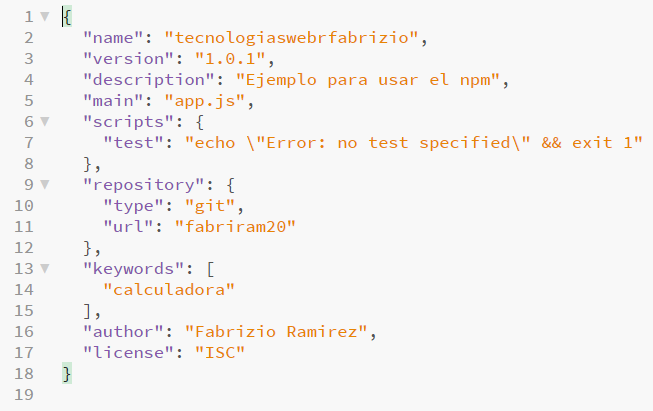 1 {
2   "name": "tecnologiaswebrfabrizio",
3   "version": "1.0.1",
4   "description": "Ejemplo para usar el npm",
5   "main": "app.js",
6   "scripts": {
7     "test": "echo \"Error: no test specified\" && exit 1"
8   },
9   "repository": {
10     "type": "git",
11     "url": "fabriram20"
12   },
13   "keywords": [
14     "calculadora"
15   ],
16   "author": "Fabrizio Ramirez",
17   "license": "ISC"
18 }
19